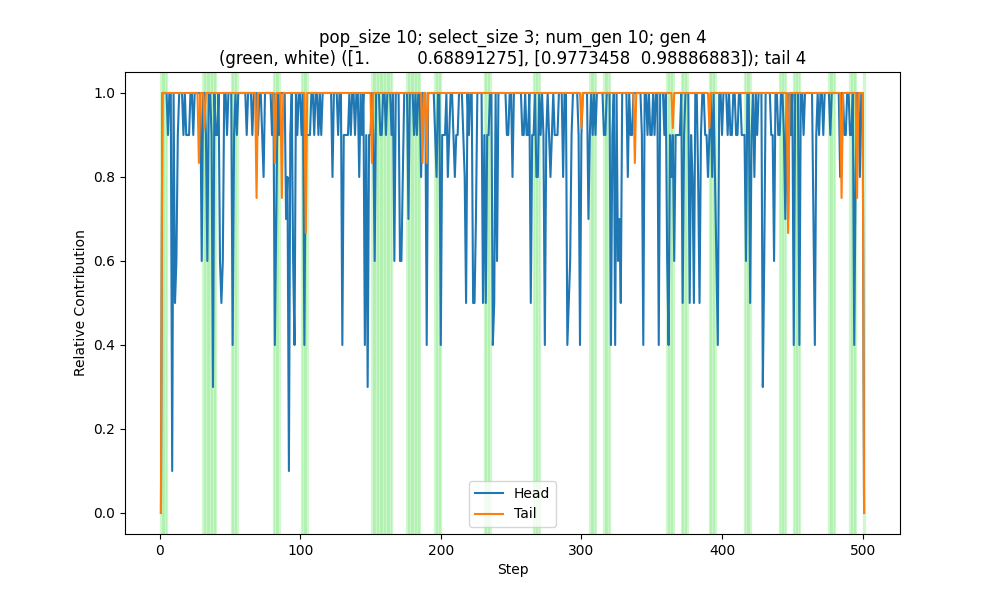 pop_size 10; select_size 3; num_gen 10; gen 4
(green, white) ([1.         0.68891275], [0.9773458  0.98886883]); tail 4
1.0
0.8
0.6
0.4
0.2
0.0
Relative Contribution
Head
Tail
0
100
200
300
400
500
Step